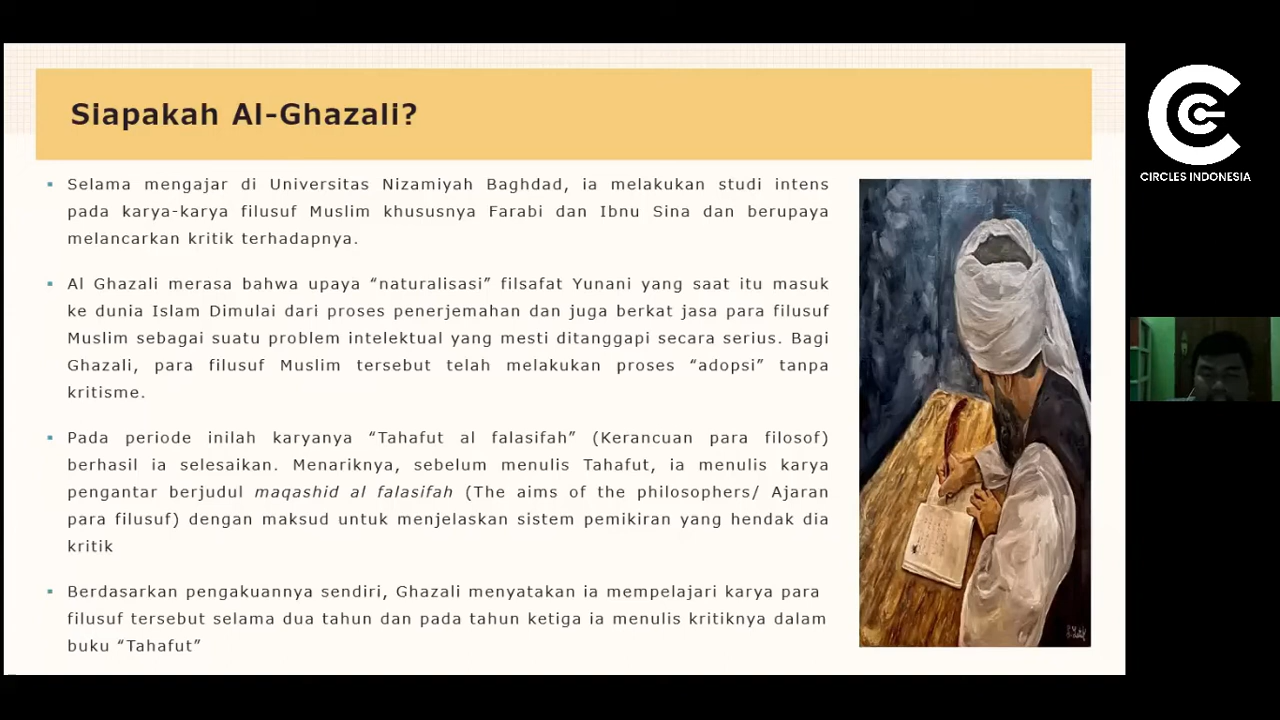 Siapakah Al-Ghazali?
Selama mengajar di Universitas Nizamiyah Baghdad, ia melakukan studi intens
pada karya-karya filusuf Muslim khususnya Farabi dan Ibnu Sina dan berupaya
melancarkan kritik terhadapnya.
Al Ghazali merasa bahwa upaya “naturalisasi” filsafat Yunani yang saat itu masuk
ke dunia Islam Dimulai dari proses penerjemahan dan juga berkat jasa para filusuf
Muslim sebagai suatu problem intelektual yang mesti ditanggapi secara serius. Bagi
Ghazali, para filusuf Muslim tersebut telah melakukan proses “adopsi” tanpa
kritisme.
Pada periode inilah karyanya “Tahafut al falasifah” (Kerancuan para filosof)
berhasil ia selesaikan. Menariknya, sebelum menulis Tahafut, ia menulis karya
pengantar berjudul maqashid al falasifah (The aims of the philosophers/ Ajaran
para filusuf) dengan maksud untuk menjelaskan sistem pemikiran yang hendak dia
kritik
Berdasarkan pengakuannya sendiri, Ghazali menyatakan ia mempelajari karya para
filusuf tersebut selama dua tahun dan pada tahun ketiga ia menulis kritiknya dalam
buku “Tahafut”
CIRCLES INDONESIA